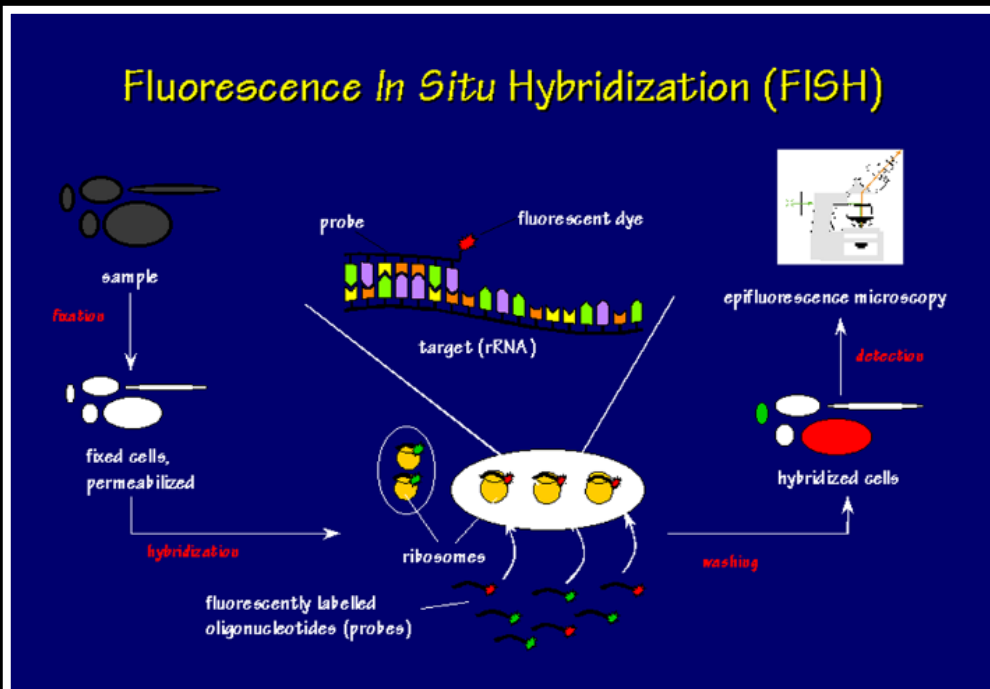 Fluorescence In Situ Hybridization (FISH)
sample
fixation
fixed cells,
permeabilized
hybridization
probe
fluorescent dye
target (rRNA)
ribosomes
fluorescently labelled
oligonucleotides (probes)
washing
hybridized cells
detection
epifluorescence microscopy